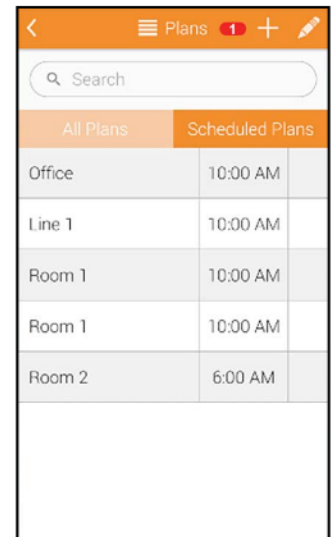 Plans 1
Search
All Plans Scheduled Plans
Office 10:00 AM
Line 1 10:00 AM
Room 1 10:00 AM
Room 1 10:00 AM
Room 2 6:00 AM